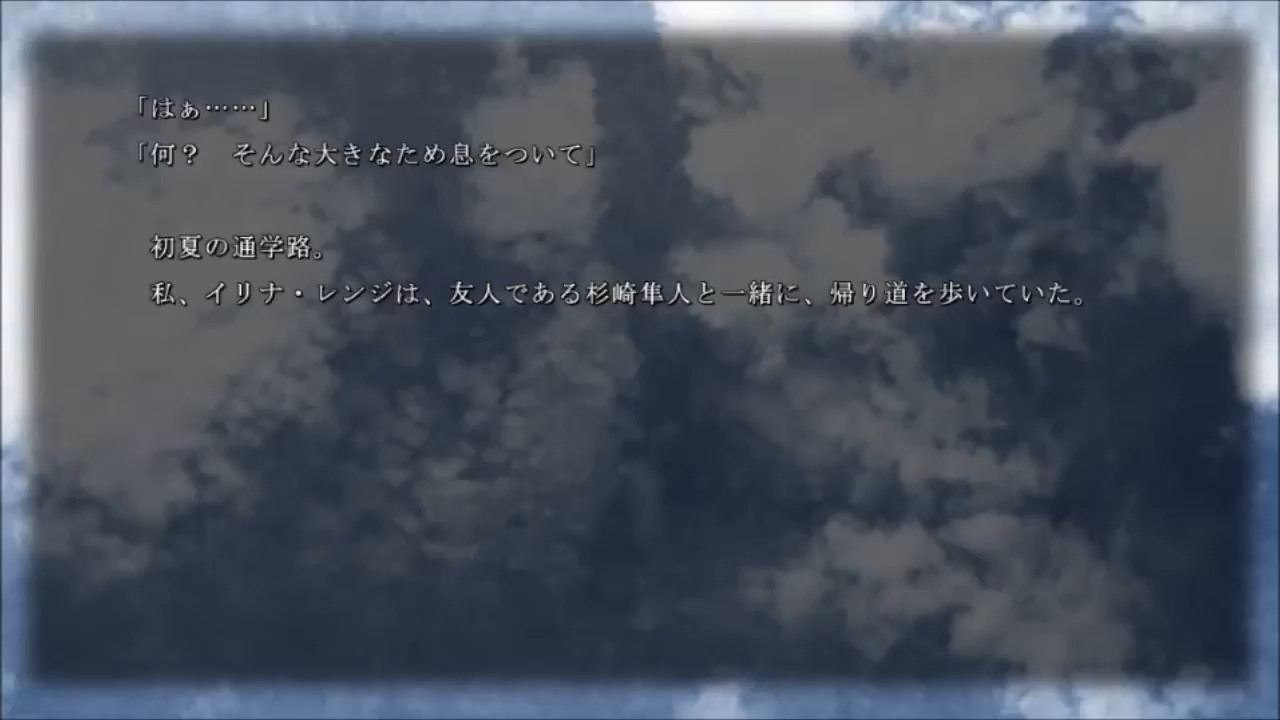 「はぁ……」
「何？　そんな大きなため息をついて」
初夏の通学路。
私、イリナ・レンジは、友人である杉崎隼人と一緒に、帰り道を歩いていた。